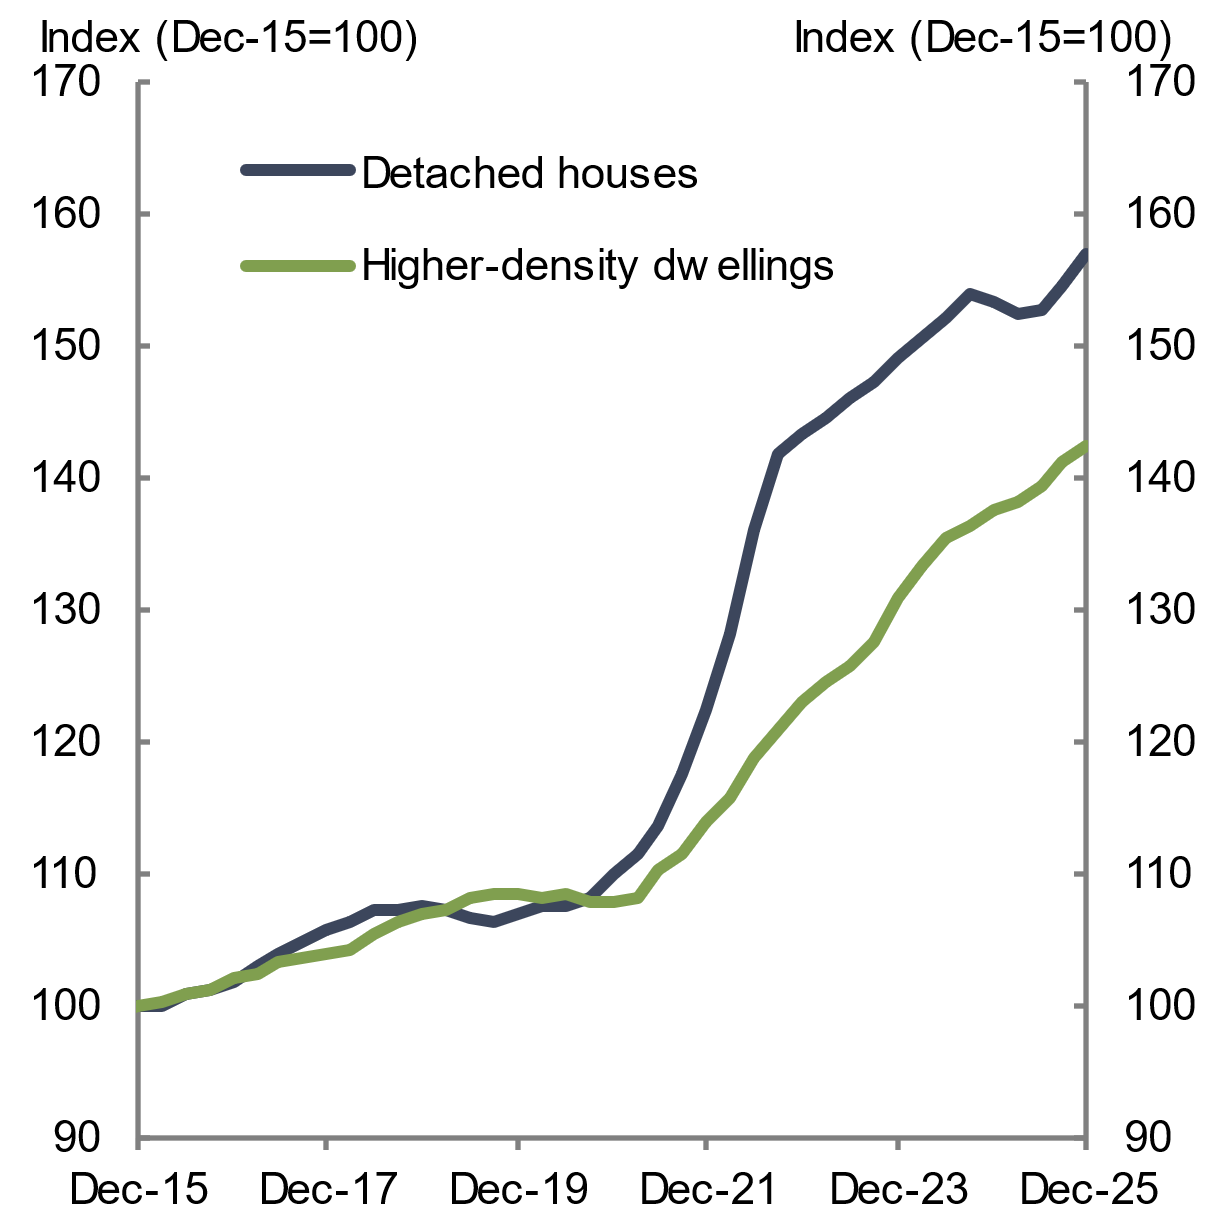 Index (Dec-15=100) Index (Dec-15=100)
170 170
Detached houses
160 160
Higher-density dw ellings
150 150
140 140
130 130
120 120
110 110
100 100
90 90
Dec-15 Dec-17 Dec-19 Dec-21 Dec-23 Dec-25